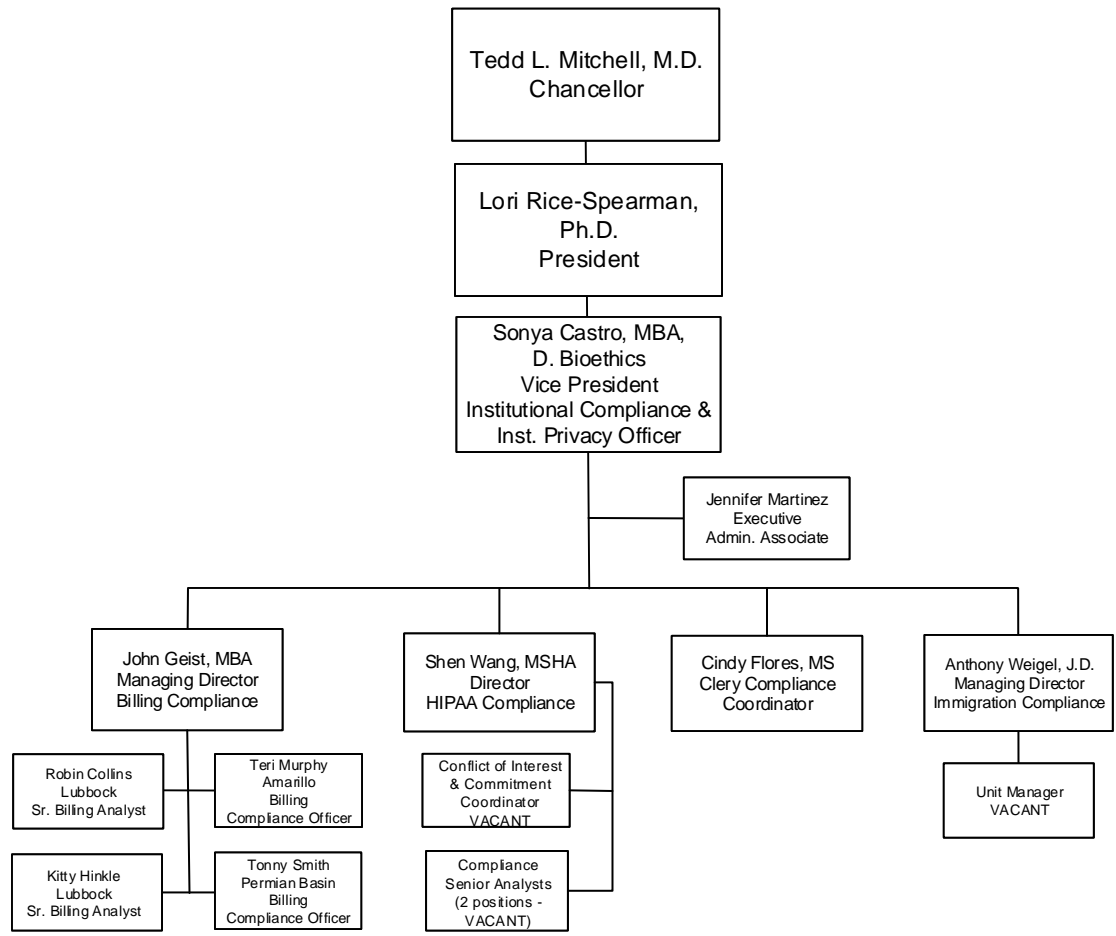 Tedd L. Mitchell, M.D.
Chancellor
Lori Rice-Spearman,
Ph.D.
President
Sonya Castro, MBA,
D. Bioethics
Vice President
Institutional Compliance &
Inst. Privacy Officer
Jennifer Martinez
Executive
Admin. Associate
John Geist, MBA
Managing Director
Billing Compliance
Shen Wang, MSHA
Director
HIPAA Compliance
Cindy Flores, MS
Clery Compliance
Coordinator
Anthony Weigel, J.D.
Managing Director
Immigration Compliance
Robin Collins
Lubbock
Sr. Billing Analyst
Teri Murphy
Amarillo
Billing
Compliance Officer
Conflict of Interest
& Commitment
Coordinator
VACANT
Unit Manager
VACANT
Kitty Hinkle
Lubbock
Sr. Billing Analyst
Tonny Smith
Permian Basin
Billing
Compliance Officer
Compliance
Senior Analysts
(2 positions -
VACANT)